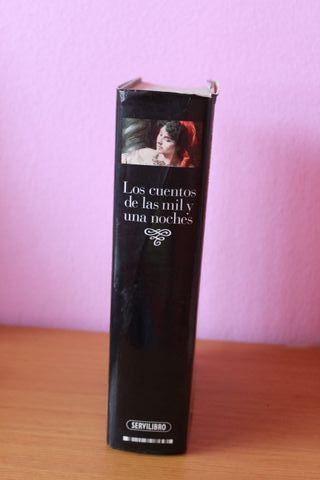 Los cuentos
de las mil y
una noches
SERVILIBRO